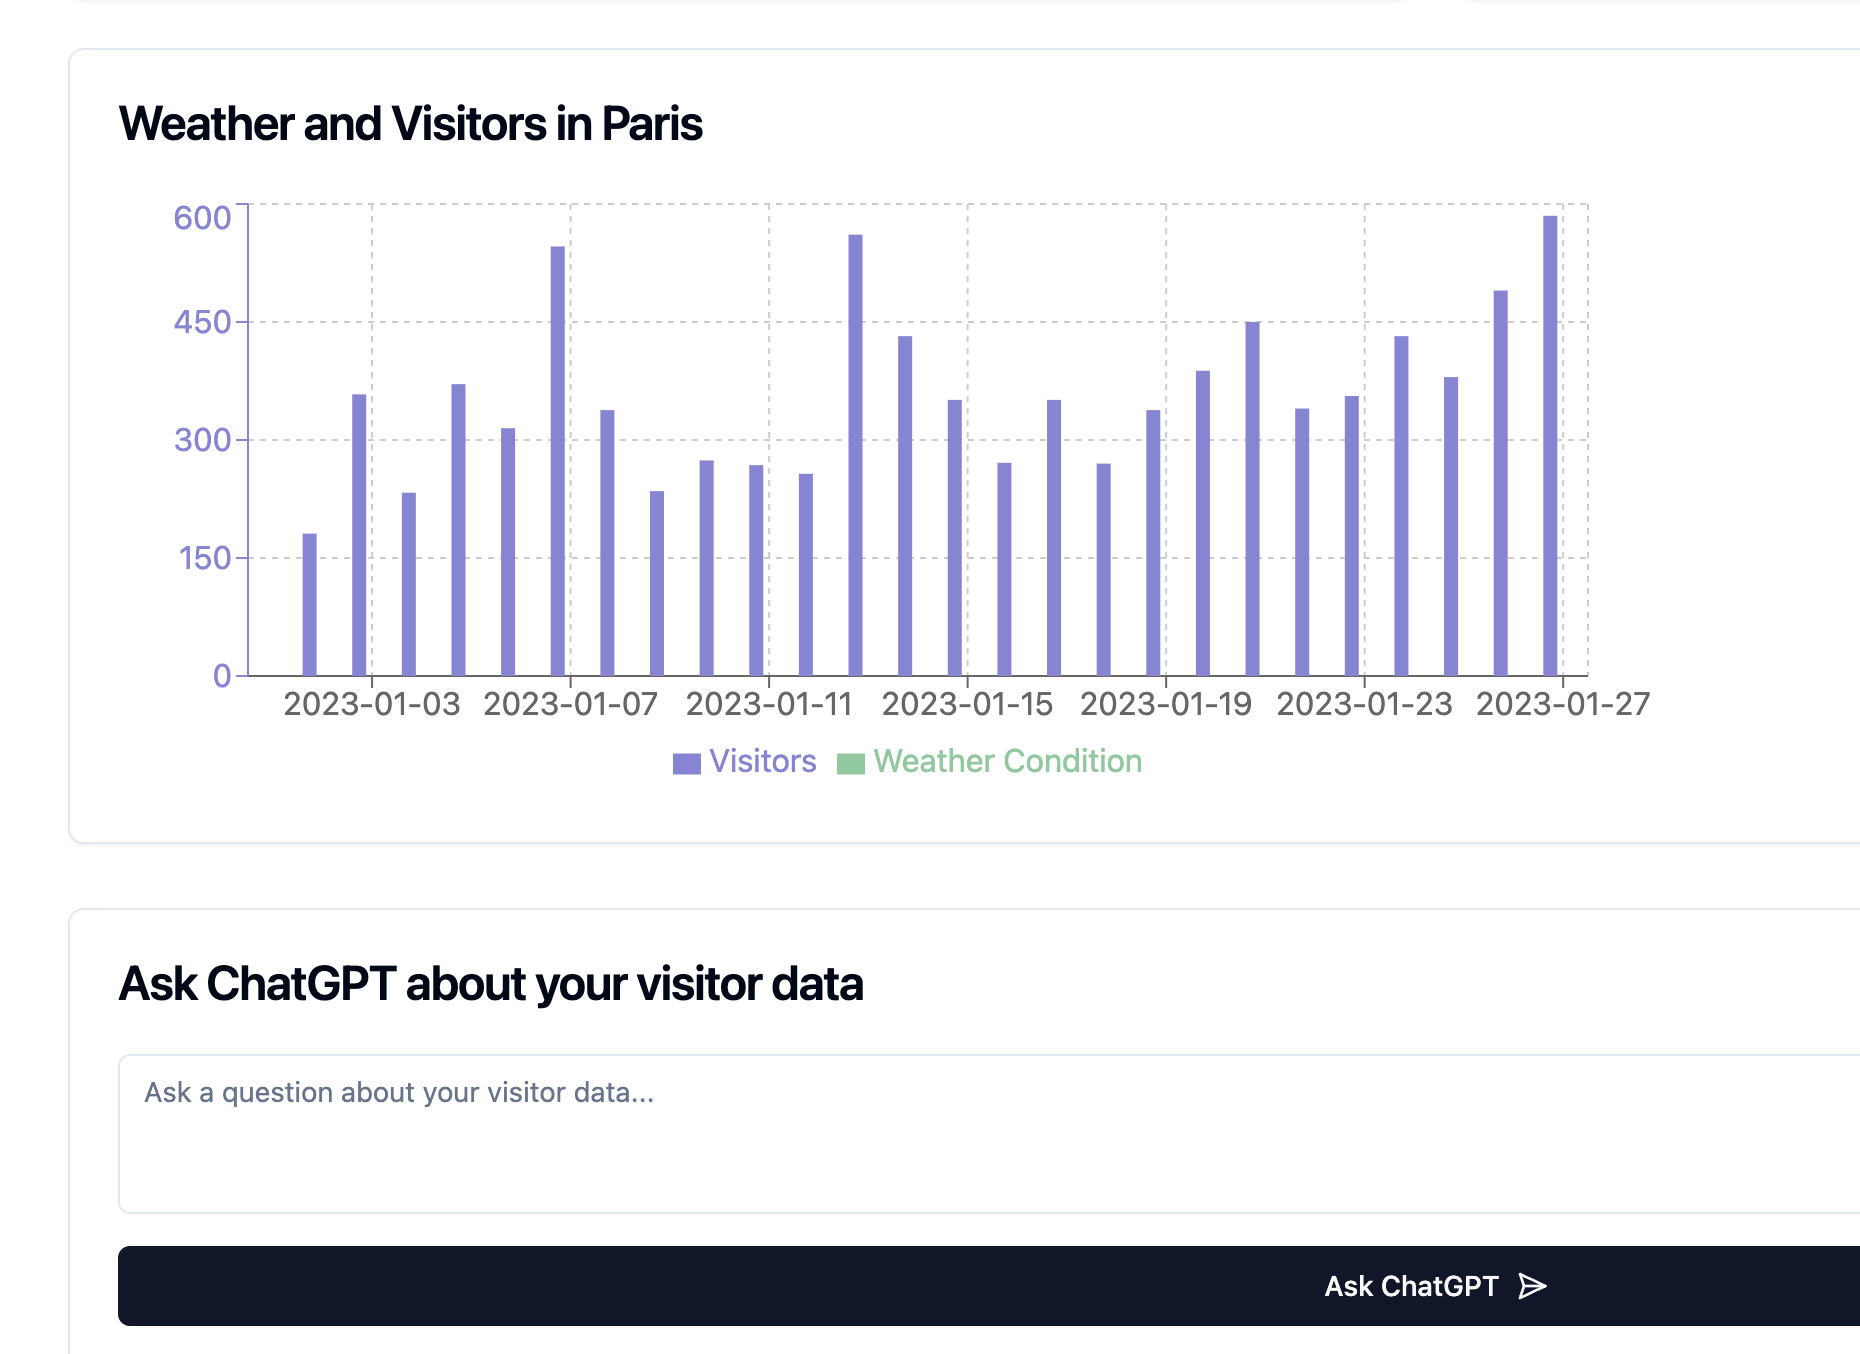 Weather and Visitors in Paris
600
450
300
150
0
2023-01-03 2023-01-07 2023-01-11 2023-01-15 2023-01-19 2023-01-23 2023-01-27
Visitors Weather Condition
Ask ChatGPT about your visitor data
Ask a question about your visitor data...
Ask ChatGPT